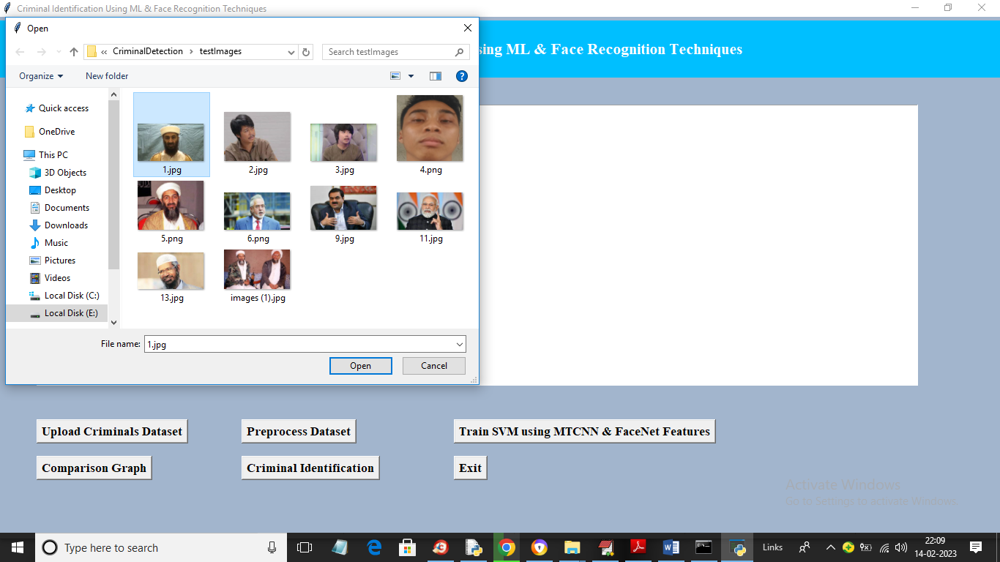 Criminal Identification Using ML & Face Recognition Techniques
Open
« CriminalDetection › testImages
Search testImages
sing ML & Face Recognition Techniques
Organize
New folder
Quick access
OneDrive
This PC
3D Objects
Desktop
Documents
Downloads
Music
Pictures
Videos
Local Disk (C:)
Local Disk (E:)
1.jpg
2.jpg
3.jpg
4.png
5.png
6.png
9.jpg
11.jpg
13.jpg
images (1).jpg
File name: 1.jpg
Open
Cancel
Upload Criminals Dataset
Preprocess Dataset
Train SVM using MTCNN & FaceNet Features
Comparison Graph
Criminal Identification
Exit
Activate Windows
Go to Settings to activate Windows.
Type here to search
Links
22:09
14-02-2023